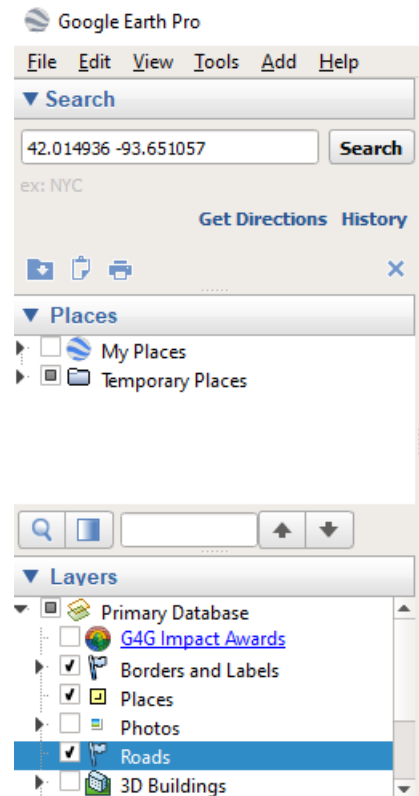 Google Earth Pro
File Edit View Tools Add Help
Search
42.014936 -93.651057 Search
ex: NYC
Get Directions History
Places
My Places
Temporary Places
Layers
Primary Database
G4G Impact Awards
Borders and Labels
Places
Photos
Roads
3D Buildings